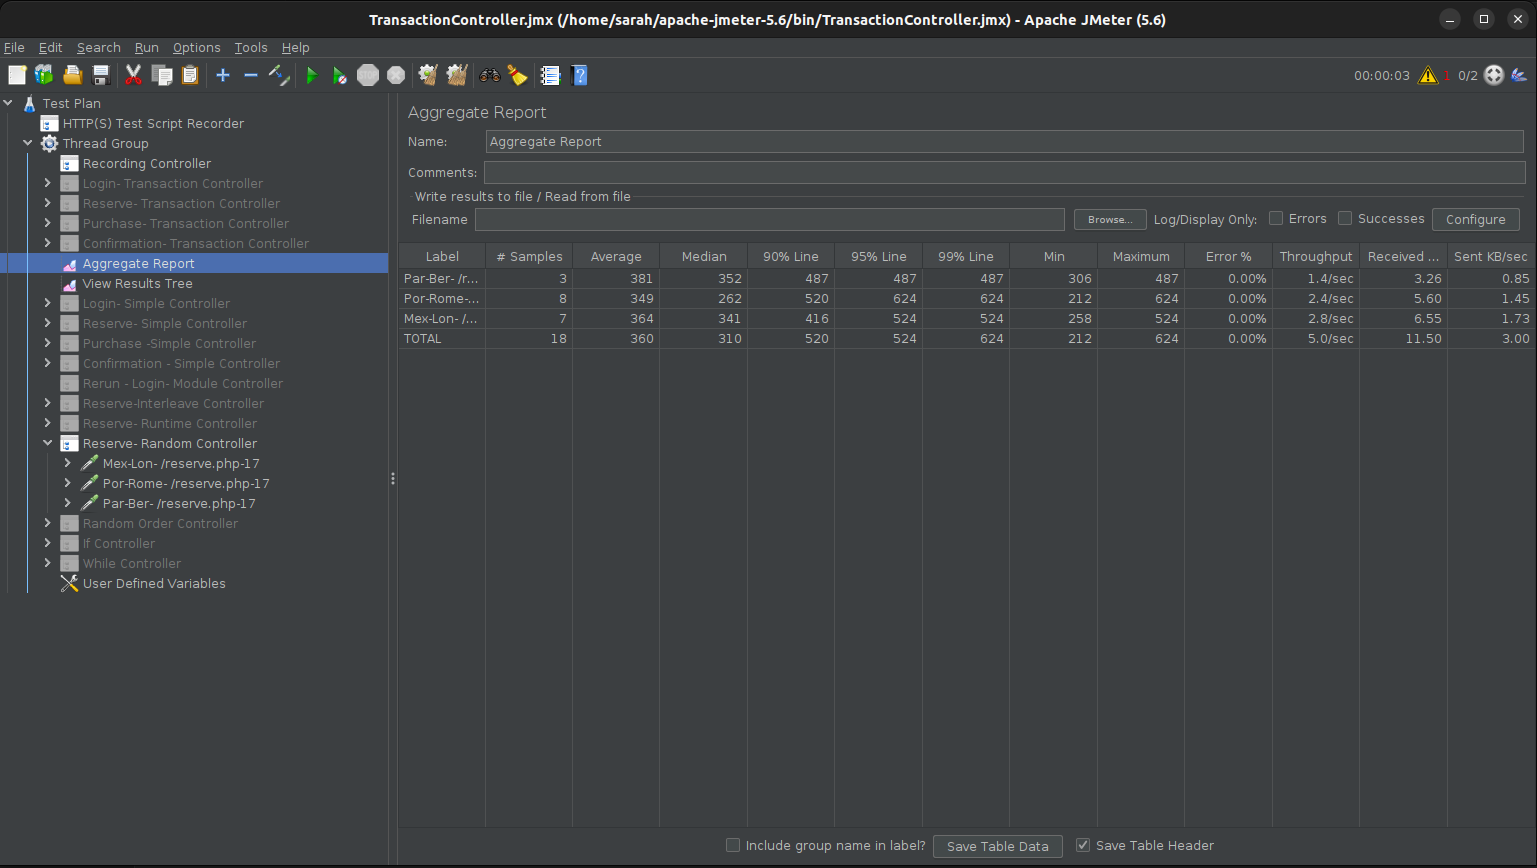 TransactionController.jmx (/home/sarah/apache-jmeter-5.6/bin/TransactionController.jmx) - Apache JMeter (5.6)
File Edit Search Run Options Tools Help
STOP 00:00:03 1 0/2
Test Plan
HTTP(S) Test Script Recorder
Thread Group
Recording Controller
Login- Transaction Controller
Reserve- Transaction Controller
Purchase- Transaction Controller
Confirmation- Transaction Controller
Aggregate Report
View Results Tree
Login- Simple Controller
Reserve- Simple Controller
Purchase -Simple Controller
Confirmation - Simple Controller
Rerun - Login- Module Controller
Reserve-Interleave Controller
Reserve- Runtime Controller
Reserve- Random Controller
Mex-Lon- /reserve.php-17
Por-Rome- /reserve.php-17
Par-Ber- /reserve.php-17
Random Order Controller
If Controller
While Controller
User Defined Variables
Aggregate Report
Name: Aggregate Report
Comments:
Write results to file / Read from file
Filename Browse... Log/Display Only: Errors Successes Configure
Label # Samples Average Median 90% Line 95% Line 99% Line Min Maximum Error % Throughput Received ... Sent KB/sec
Par-Ber- /r... 3 381 352 487 487 487 306 487 0.00% 1.4/sec 3.26 0.85
Por-Rome-... 8 349 262 520 624 624 212 624 0.00% 2.4/sec 5.60 1.45
Mex-Lon- /... 7 364 341 416 524 524 258 524 0.00% 2.8/sec 6.55 1.73
TOTAL 18 360 310 520 524 624 212 624 0.00% 5.0/sec 11.50 3.00
Include group name in label? Save Table Data Save Table Header